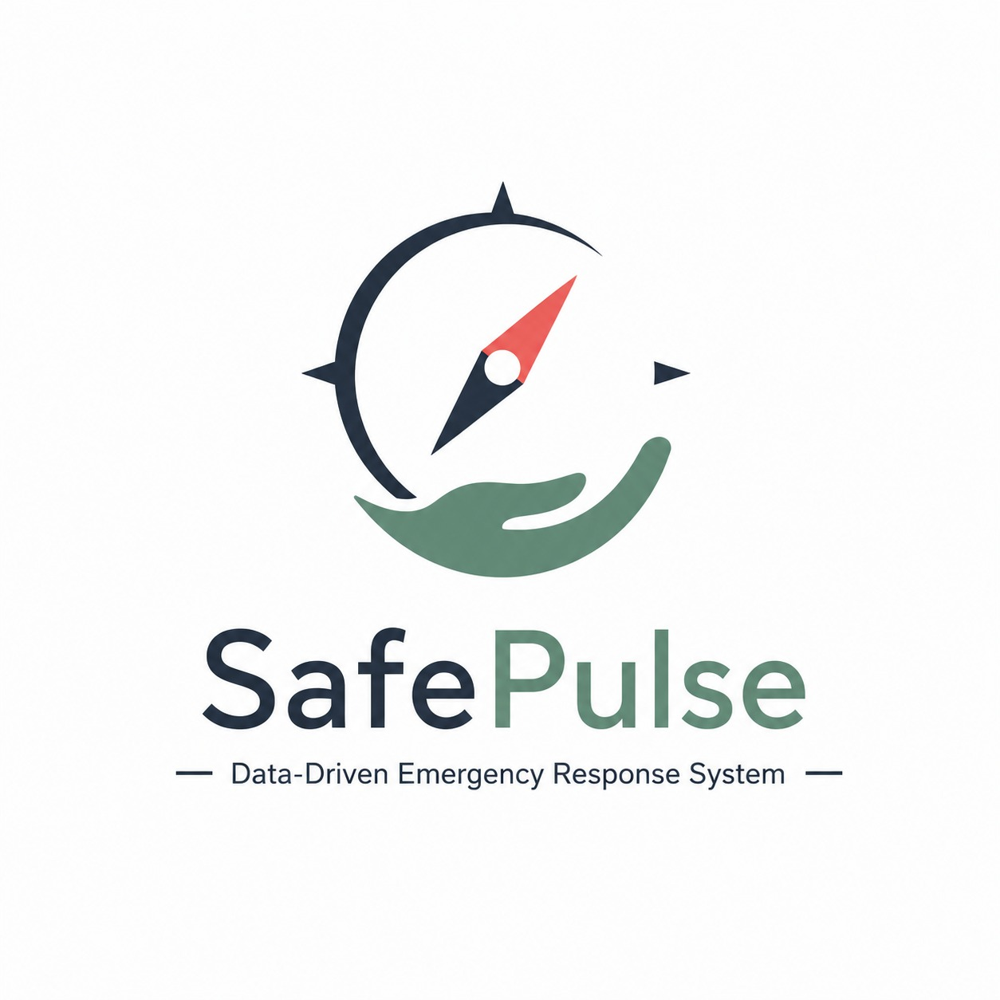 SafePulse
— Data-Driven Emergency Response System —